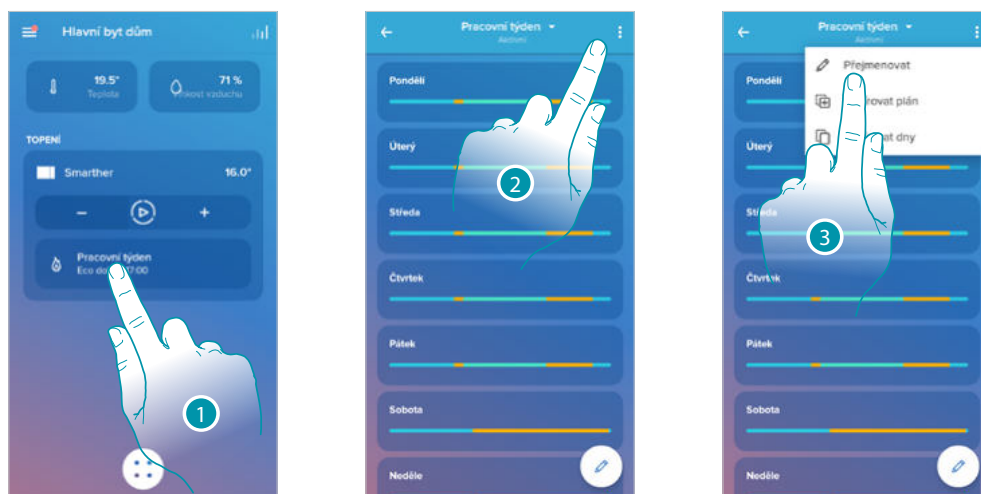 Hlavní byt dům
19.5°
Teplota
71 %
vzduchu
TOPENÍ
Smarther
16.0°
–
+
Pracovní týden
Eco
17:00
1
Pracovní týden
Aktivní
Pondělí
Úterý
Středa
Čtvrtek
Pátek
Sobota
Neděle
2
Pracovní týden
Aktivní
Přejmenovat
plán
dny
Pondělí
Úterý
Čtvrtek
Pátek
Sobota
Neděle
3